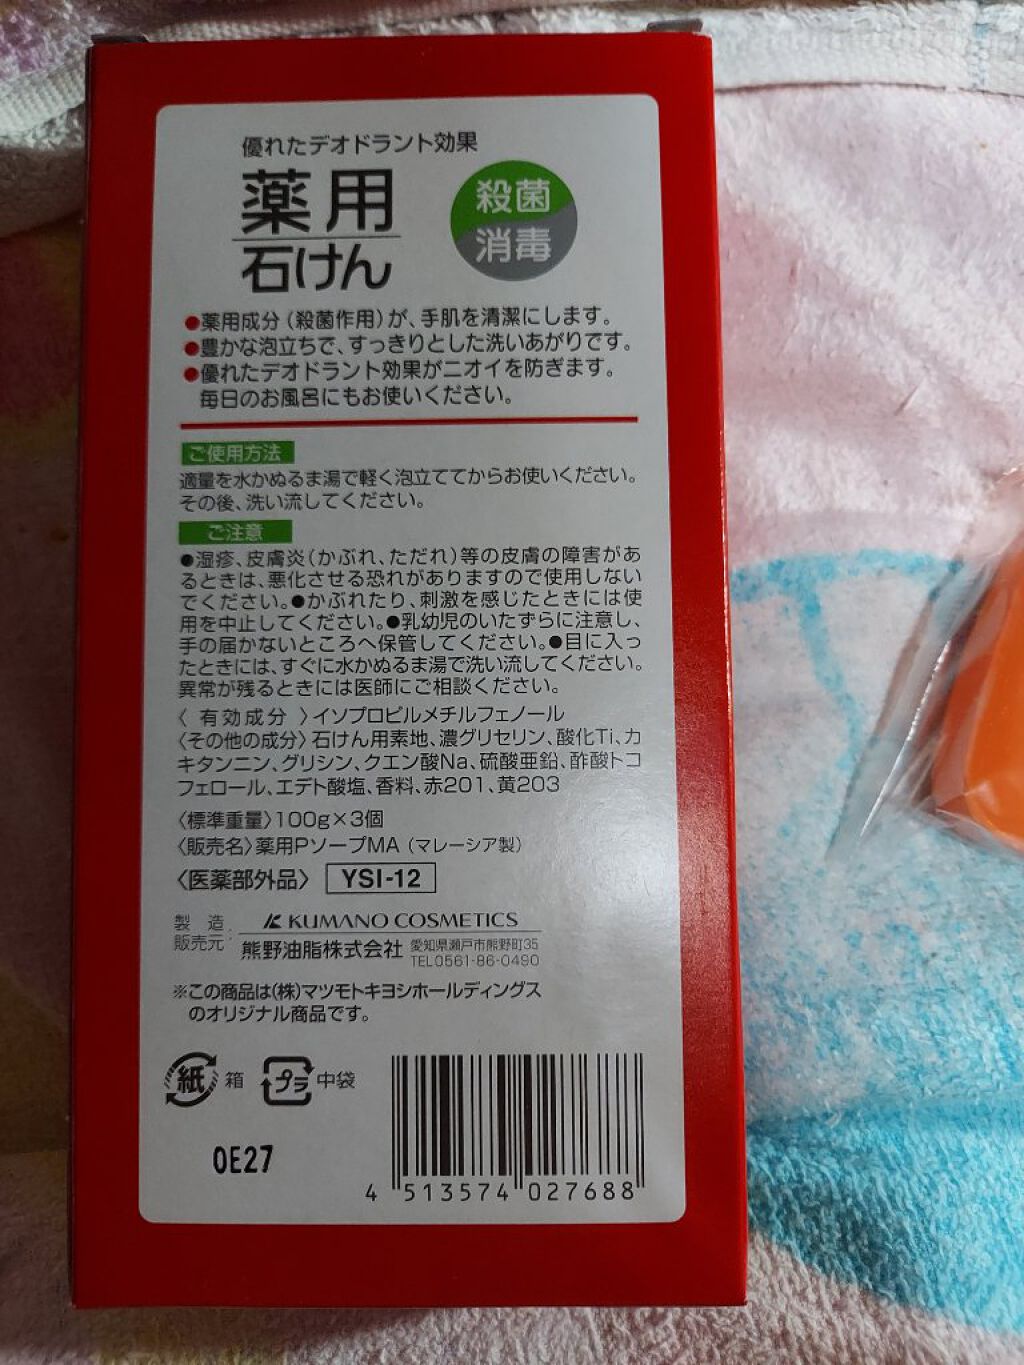 優れたデオドラント効果
薬用
石けん
殺菌
消毒
●薬用成分(殺菌作用)が、手肌を清潔にします。
●豊かな泡立ちで、すっきりとした洗いあがりです。
●優れたデオドラント効果がニオイを防ぎます。
毎日のお風呂にもお使いください。
ご使用方法
適量を水かぬるま湯で軽く泡立ててからお使いください。
その後、洗い流してください。
ご注意
●湿疹、皮膚炎(かぶれ、ただれ)等の皮膚の障害があ
るときは、悪化させる恐れがありますので使用しない
でください。●かぶれたり、刺激を感じたときには使
用を中止してください。●乳幼児のいたずらに注意し、
手の届かないところへ保管してください。●目に入っ
たときには、すぐに水かぬるま湯で洗い流してください。
異常が残るときには医師にご相談ください。
〈 有効成分 〉イソプロピルメチルフェノール
〈その他の成分〉石けん用素地、濃グリセリン、酸化Ti、カ
キタンニン、グリシン、クエン酸Na、硫酸亜鉛、酢酸トコ
フェロール、エデト酸塩、香料、赤201、黄203
〈標準重量〉100g×3個
〈販売名〉薬用PソープMA(マレーシア製)
〈医薬部外品〉 YSI-12
製造
販売元
KUMANO COSMETICS
熊野油脂株式会社 愛知県瀬戸市熊野町35
TEL0561-86-0490
※この商品は(株)マツモトキヨシホールディングス
のオリジナル商品です。
紙 箱 プラ 中袋
0E27
4 513574 027688